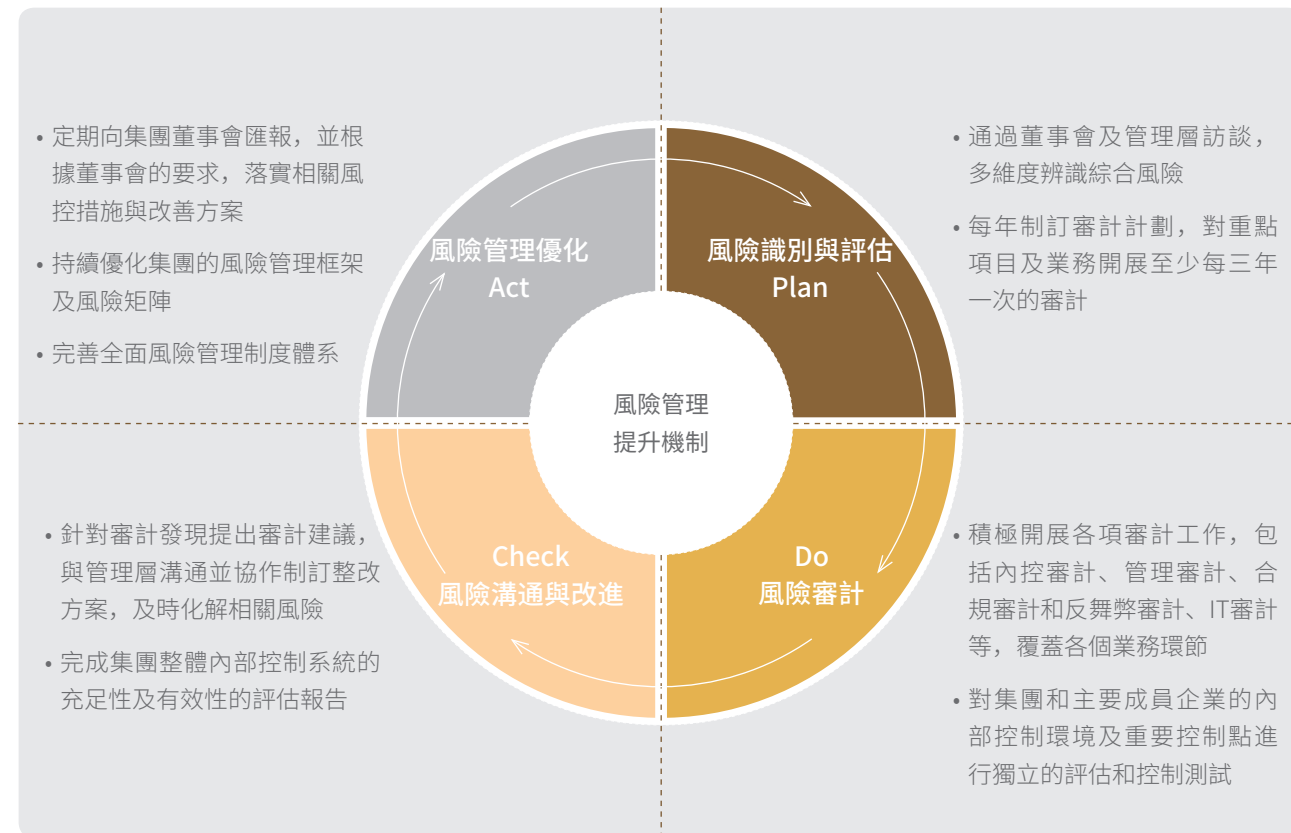 • 定期向集團董事會匯報，並根
據董事會的要求，落實相關風
控措施與改善方案
• 持續優化集團的風險管理框架
及風險矩陣
• 完善全面風險管理制度體系
風險管理優化
Act
風險識別與評估
Plan
• 通過董事會及管理層訪談，
多維度辨識綜合風險
• 每年制訂審計計劃，對重點
項目及業務開展至少每三年
一次的審計
風險管理
提升機制
• 針對審計發現提出審計建議，
與管理層溝通並協作制訂整改
方案，及時化解相關風險
• 完成集團整體內部控制系統的
充足性及有效性的評估報告
Check
風險溝通與改進
Do
風險審計
• 積極開展各項審計工作，包
括內控審計、管理審計、合
規審計和反舞弊審計、IT審計
等，覆蓋各個業務環節
• 對集團和主要成員企業的內
部控制環境及重要控制點進
行獨立的評估和控制測試